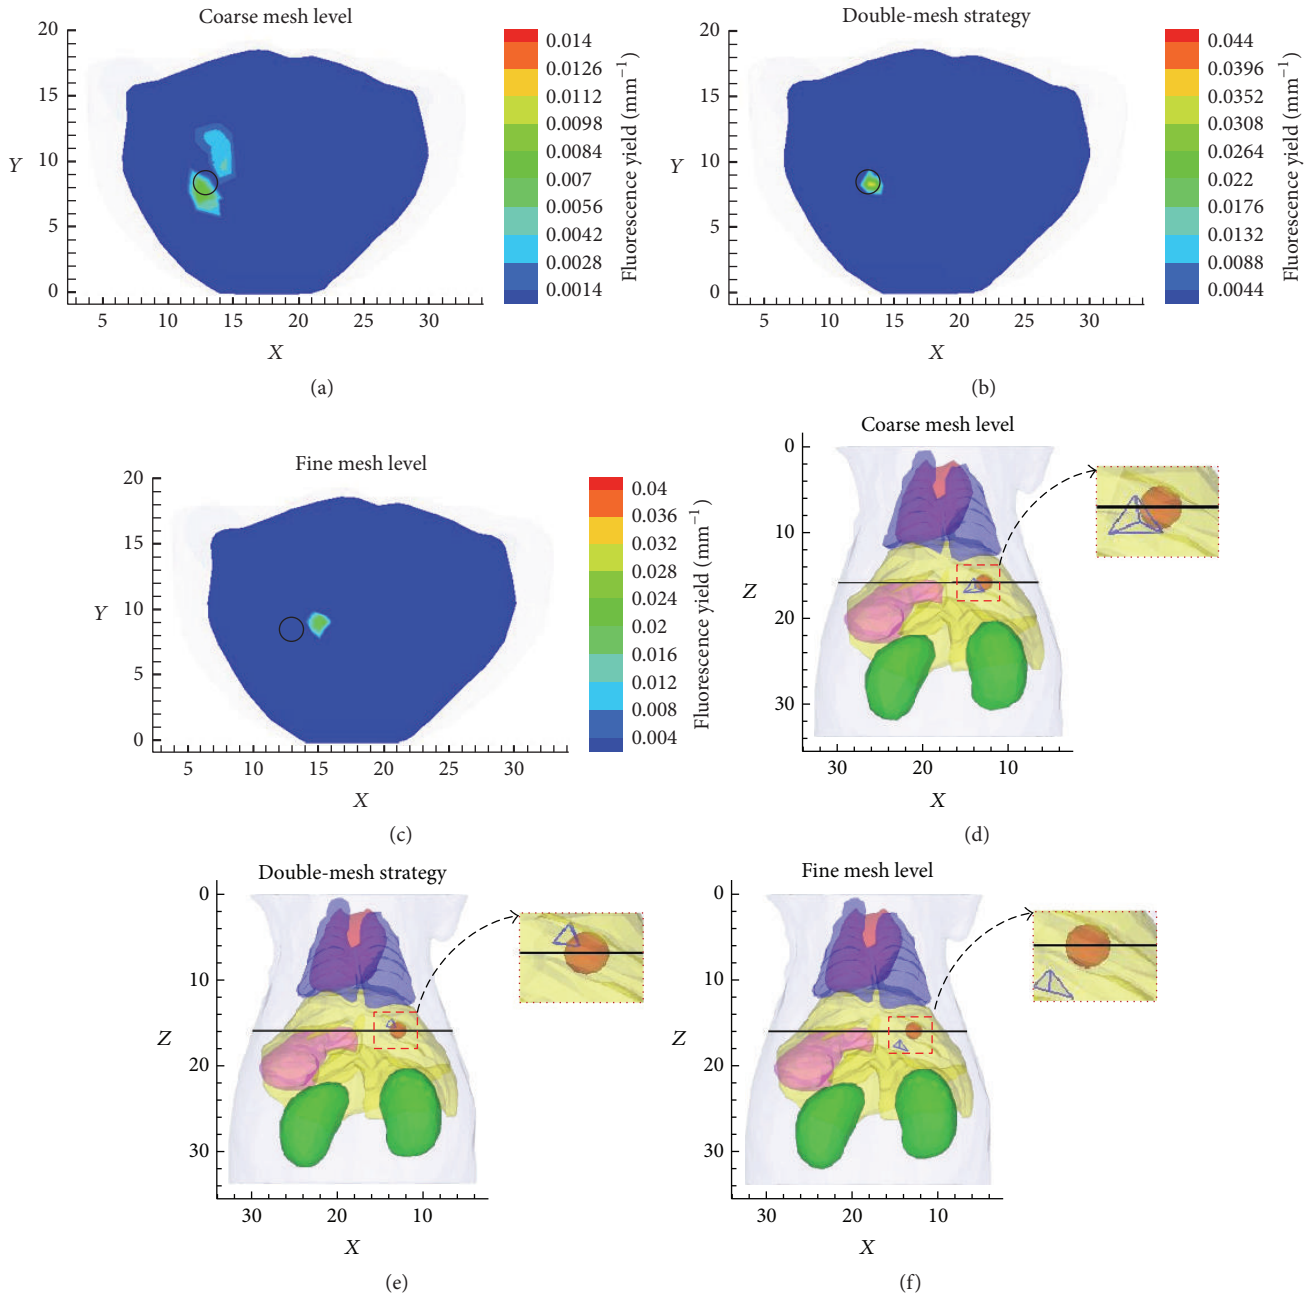 Coarse mesh level
20
15
Y
10
5
0
5 10 15 20 25 30
X
0.014
0.0126
0.0112
0.0098
0.0084
0.007
0.0056
0.0042
0.0028
0.0014
Fluorescence yield (mm−1)
(a)
Double-mesh strategy
20
15
Y
10
5
0
5 10 15 20 25 30
X
0.044
0.0396
0.0352
0.0308
0.0264
0.022
0.0176
0.0132
0.0088
0.0044
Fluorescence yield (mm−1)
(b)
Fine mesh level
20
15
Y
10
5
0
5 10 15 20 25 30
X
0.04
0.036
0.032
0.028
0.024
0.02
0.016
0.012
0.008
0.004
Fluorescence yield (mm−1)
(c)
Coarse mesh level
0
10
Z
20
30
30 20 10
X
(d)
Double-mesh strategy
0
10
Z
20
30
30 20 10
X
(e)
Fine mesh level
0
10
Z
20
30
30 20 10
X
(f)